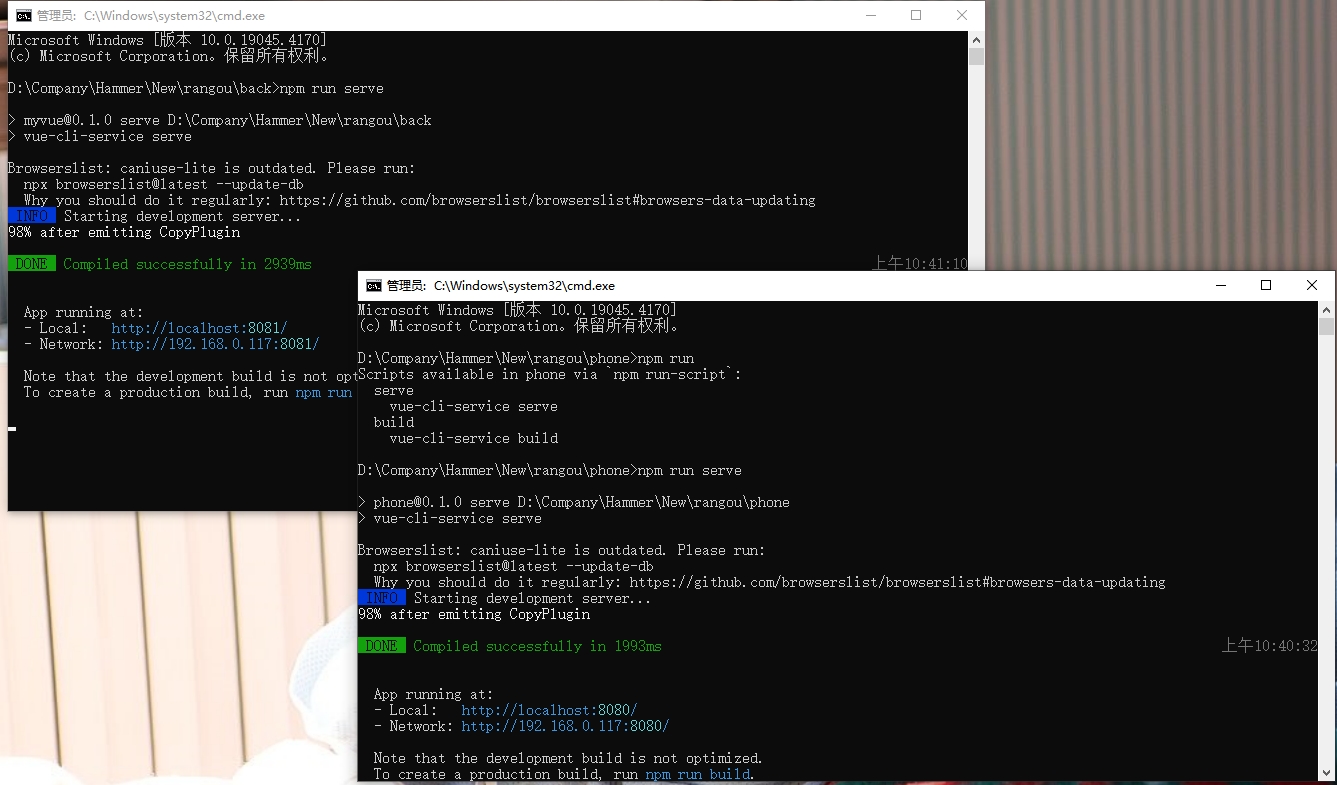 管理员: C:\Windows\system32\cmd.exe
Microsoft Windows [版本 10.0.19045.4170]
(c) Microsoft Corporation。保留所有权利。
D:\Company\Hammer\New\rangou\back>npm run serve
> myvue@0.1.0 serve D:\Company\Hammer\New\rangou\back
> vue-cli-service serve
Browserslist: caniuse-lite is outdated. Please run:
npx browserslist@latest --update-db
Why you should do it regularly: https://github.com/browserslist/browserslist#browsers-data-updating
INFO Starting development server...
98% after emitting CopyPlugin
DONE Compiled successfully in 2939ms 上午10:41:10
App running at:
- Local: http://localhost:8081/
- Network: http://192.168.0.117:8081/
Note that the development build is not opt
To create a production build, run npm run
管理员: C:\Windows\system32\cmd.exe
Microsoft Windows [版本 10.0.19045.4170]
(c) Microsoft Corporation。保留所有权利。
D:\Company\Hammer\New\rangou\phone>npm run
Scripts available in phone via `npm run-script`:
serve
vue-cli-service serve
build
vue-cli-service build
D:\Company\Hammer\New\rangou\phone>npm run serve
> phone@0.1.0 serve D:\Company\Hammer\New\rangou\phone
> vue-cli-service serve
Browserslist: caniuse-lite is outdated. Please run:
npx browserslist@latest --update-db
Why you should do it regularly: https://github.com/browserslist/browserslist#browsers-data-updating
INFO Starting development server...
98% after emitting CopyPlugin
DONE Compiled successfully in 1993ms 上午10:40:32
App running at:
- Local: http://localhost:8080/
- Network: http://192.168.0.117:8080/
Note that the development build is not optimized.
To create a production build, run npm run build.